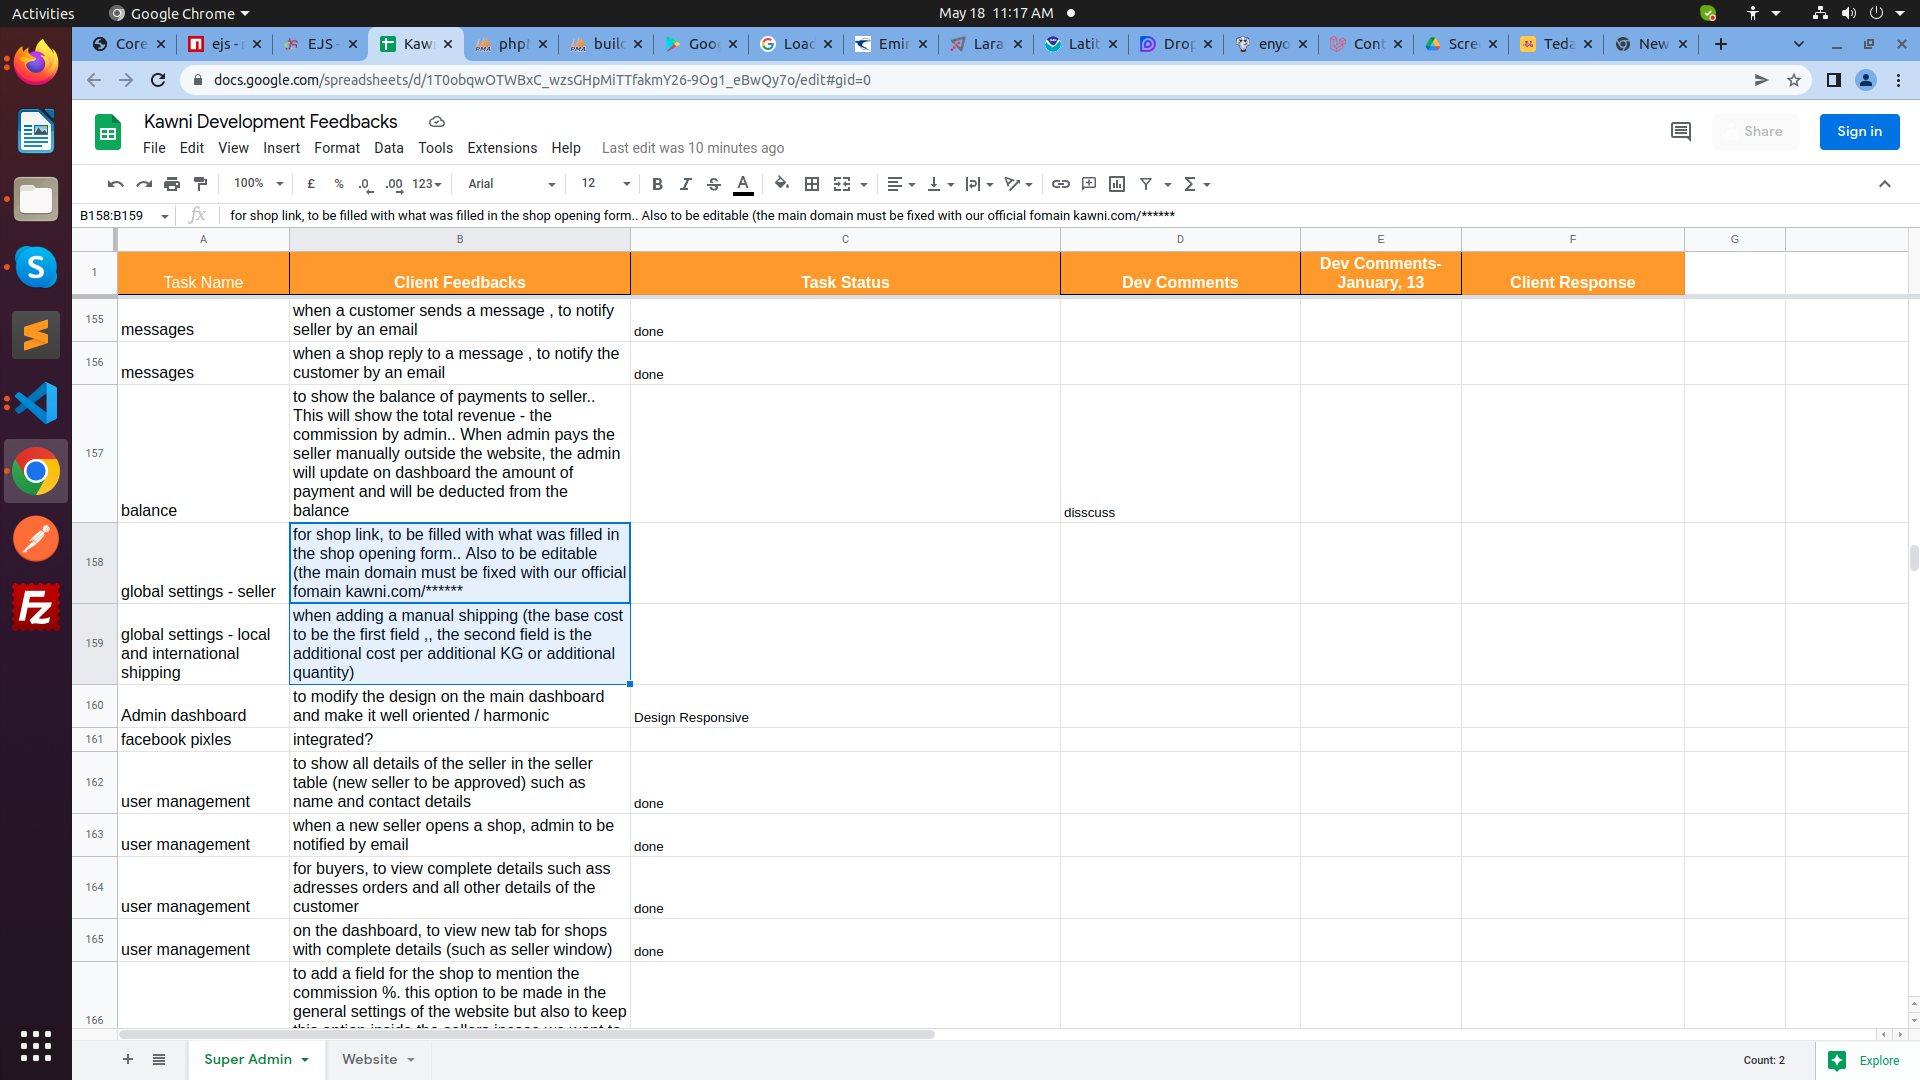 Activities Google Chrome May 18 11:17 AM
Core ejs - EJS - Kawn php build Goog Load Emir Lara Latit Drop enyo Cont Scre Teda New
docs.google.com/spreadsheets/d/1T0obqwOTWBxC_wzsGHpMiTTfakmY26-9Og1_eBwQy7o/edit#gid=0
Kawni Development Feedbacks
Share Sign in
File Edit View Insert Format Data Tools Extensions Help Last edit was 10 minutes ago
100% £ % .0 .00 123 Arial 12 B I S A
B158:B159 fx for shop link, to be filled with what was filled in the shop opening form.. Also to be editable (the main domain must be fixed with our official fomain kawni.com/******
A B C D E F G
1 Task Name Client Feedbacks Task Status Dev Comments Dev Comments-
January, 13 Client Response
155 messages when a customer sends a message , to notify
seller by an email done
156 messages when a shop reply to a message , to notify the
customer by an email done
157 balance to show the balance of payments to seller..
This will show the total revenue - the
commission by admin.. When admin pays the
seller manually outside the website, the admin
will update on dashboard the amount of
payment and will be deducted from the
balance disscuss
158 global settings - seller for shop link, to be filled with what was filled in
the shop opening form.. Also to be editable
(the main domain must be fixed with our official
fomain kawni.com/******
159 global settings - local
and international
shipping
when adding a manual shipping (the base cost
to be the first field ,, the second field is the
additional cost per additional KG or additional
quantity)
160 Admin dashboard to modify the design on the main dashboard
and make it well oriented / harmonic Design Responsive
161 facebook pixles integrated?
162 user management to show all details of the seller in the seller
table (new seller to be approved) such as
name and contact details done
163 user management when a new seller opens a shop, admin to be
notified by email done
164 user management for buyers, to view complete details such ass
adresses orders and all other details of the
customer done
165 user management on the dashboard, to view new tab for shops
with complete details (such as seller window) done
166 to add a field for the shop to mention the
commission %. this option to be made in the
general settings of the website but also to keep
Super Admin Website Count: 2 Explore